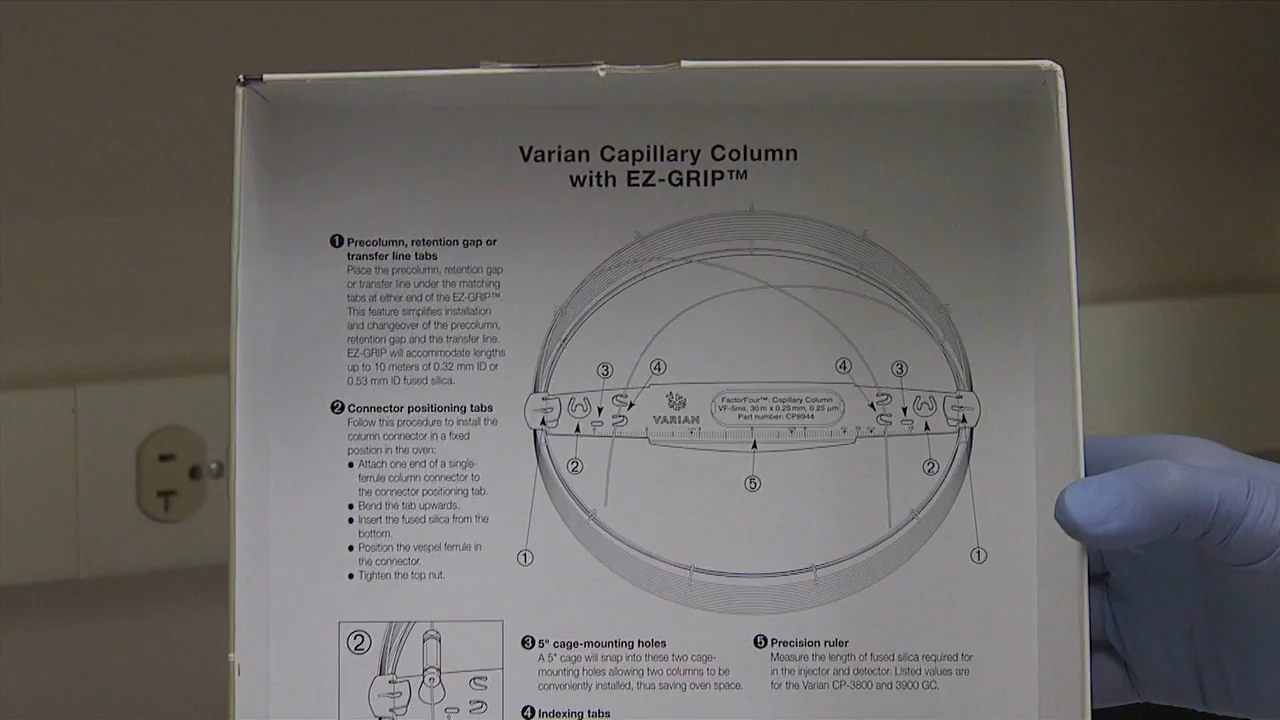 Varian Capillary Column
with EZ-GRIP™
❶ Precolumn, retention gap or
transfer line tabs
Place the precolumn, retention gap
or transfer line under the matching
tabs at either end of the EZ-GRIP™.
This feature simplifies installation
and changeover of the precolumn,
retention gap and the transfer line.
EZ-GRIP will accommodate lengths
up to 10 meters of 0.32 mm ID or
0.53 mm ID fused silica.
❷ Connector positioning tabs
Follow this procedure to install the
column connector in a fixed
position in the oven:
● Attach one end of a single-
ferrule column connector to
the connector positioning tab.
● Bend the tab upwards.
● Insert the fused silica from the
bottom.
● Position the vespel ferrule in
the connector.
● Tighten the top nut.
②
③
④
④
③
VARIAN
FactorFour™: Capillary Column
VF-5ms, 30m x 0.25mm, 0.25 µm
Part number: CP8944
②
⑤
②
①
①
❸ 5" cage-mounting holes
A 5" cage will snap into these two cage-
mounting holes allowing two columns to be
conveniently installed, thus saving oven space.
❹ Indexing tabs
❺ Precision ruler
Measure the length of fused silica required for
in the injector and detector. Listed values are
for the Varian CP-3800 and 3900 GC.